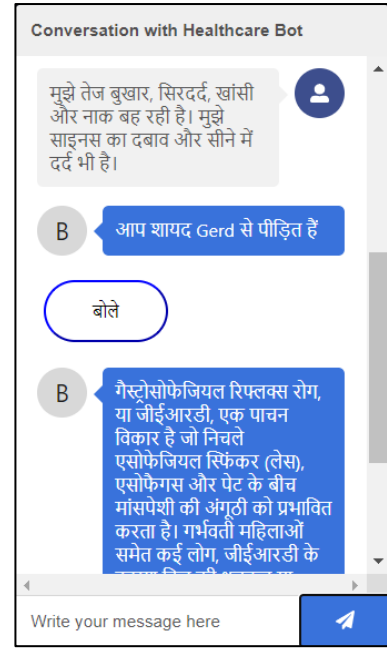 Conversation with Healthcare Bot
मुझे तेज बुखार, सिरदर्द, खांसी
और नाक बह रही है। मुझे
साइनस का दबाव और सीने में
दर्द भी है।
B
आप शायद Gerd से पीड़ित हैं
बोले
B
गैस्ट्रोसोफेजियल रिफ्लक्स रोग,
या जीईआरडी, एक पाचन
विकार है जो निचले
एसोफेजियल स्फिंकर (लेस),
एसोफैगस और पेट के बीच
मांसपेशी की अंगूठी को प्रभावित
करता है। गर्भवती महिलाओं
समेत कई लोग, जीईआरडी के
Write your message here